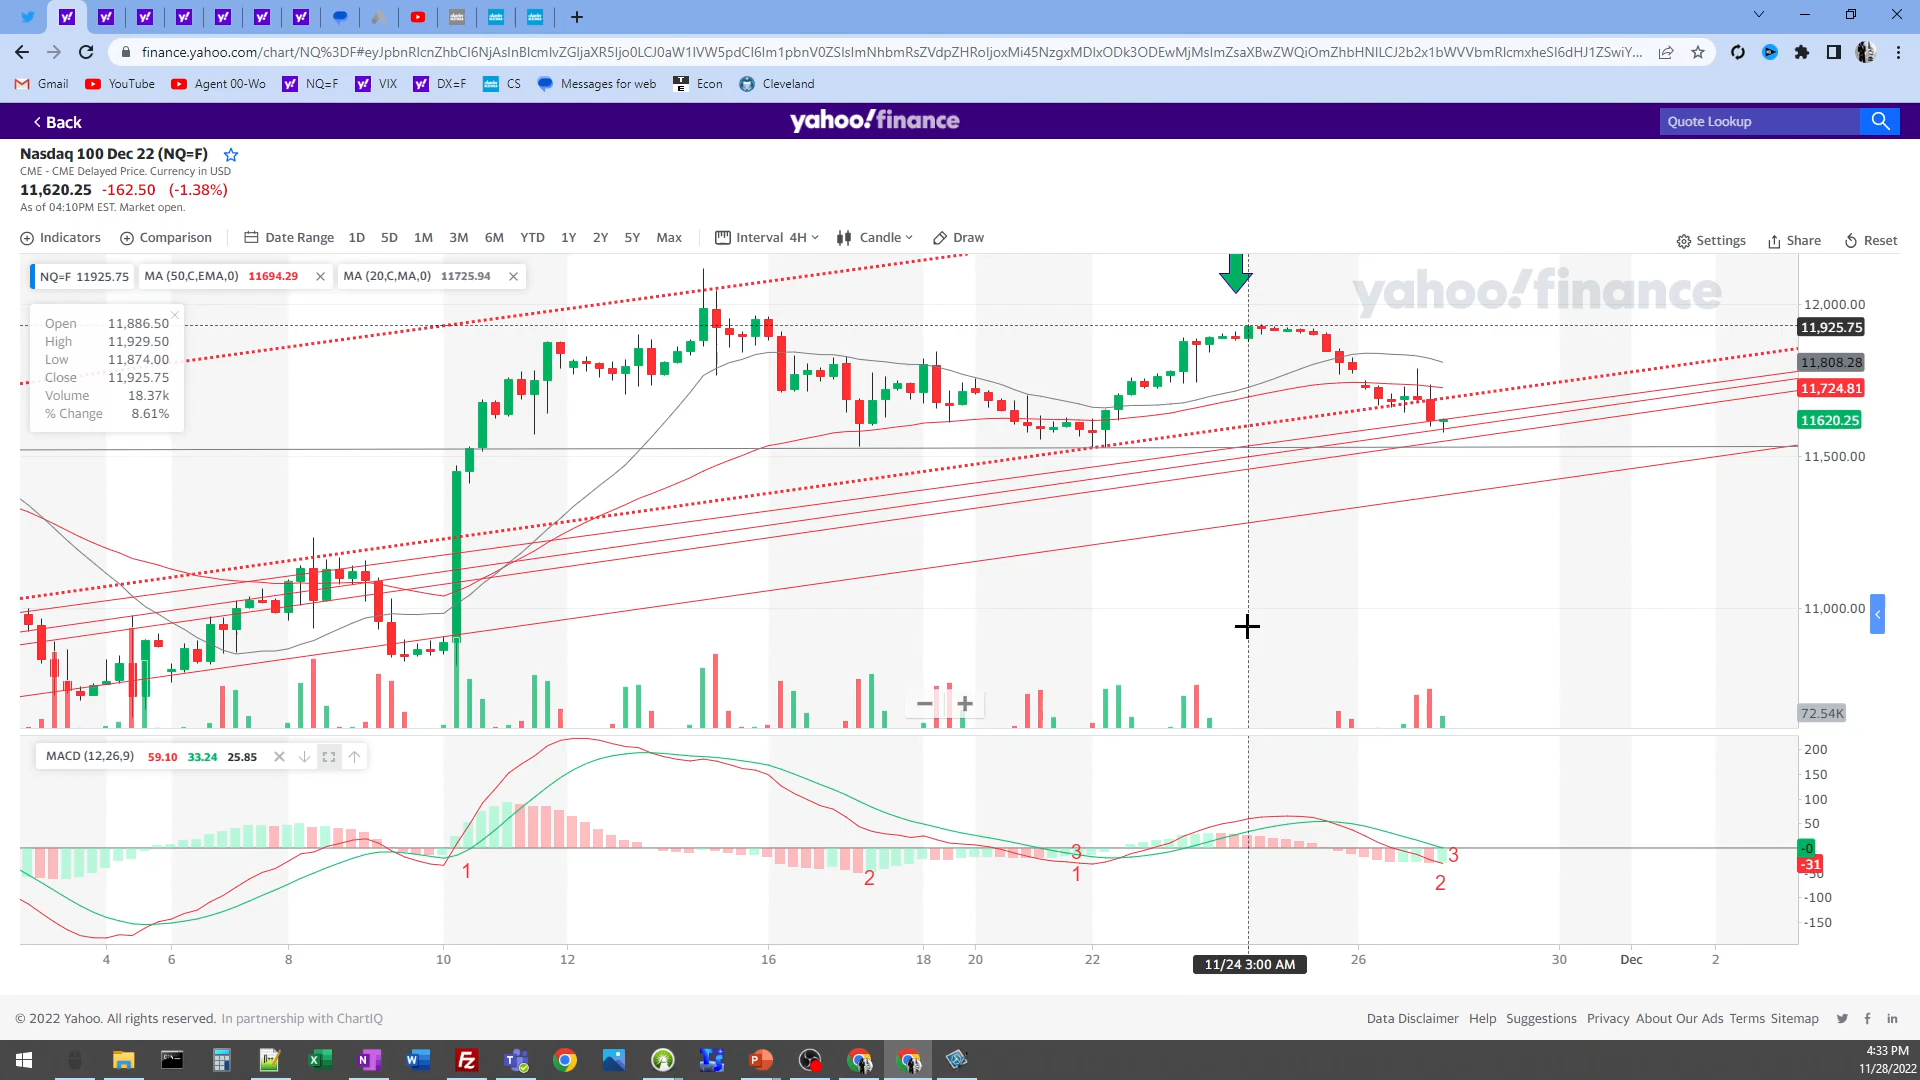 finance.yahoo.com/chart/NQ%3DF#eyJpbnRlcnZhbCI6NjAsInBlcmlvZGljaXR5Ijo0LCJ0aW1lVW5pdCI6Im1pbnV0ZSIsImNhbmRsZVdpZHRoIjoxMi45NzgxMDIxODk3ODEwMjMsImZsaXBwZWQiOmZhbHNlLCJ2b2x1bWVVbmRlcmxheSI6dHJ1ZSwiY...
Gmail YouTube Agent 00-Wo NQ=F VIX DX=F CS Messages for web Econ Cleveland
Back
yahoo!finance
Quote Lookup
Nasdaq 100 Dec 22 (NQ=F)
CME - CME Delayed Price. Currency in USD
11,620.25 -162.50 (-1.38%)
As of 04:10PM EST. Market open.
Indicators Comparison Date Range 1D 5D 1M 3M 6M YTD 1Y 2Y 5Y Max Interval 4H Candle Draw Settings Share Reset
NQ=F 11925.75 MA (50,C,EMA,0) 11694.29 MA (20,C,MA,0) 11725.94
yahoo!finance
Open 11,886.50
High 11,929.50
Low 11,874.00
Close 11,925.75
Volume 18.37k
% Change 8.61%
12,000.00
11,925.75
11,808.28
11,724.81
11620.25
11,500.00
11,000.00
72.54K
MACD (12,26,9) 59.10 33.24 25.85
200
150
100
50
-0
-31
-50
-100
-150
1
2
3
1
3
2
4 6 8 10 12 16 18 20 22 11/24 3:00 AM 26 30 Dec 2
© 2022 Yahoo. All rights reserved. In partnership with ChartIQ
Data Disclaimer Help Suggestions Privacy About Our Ads Terms Sitemap
4:33 PM
11/28/2022